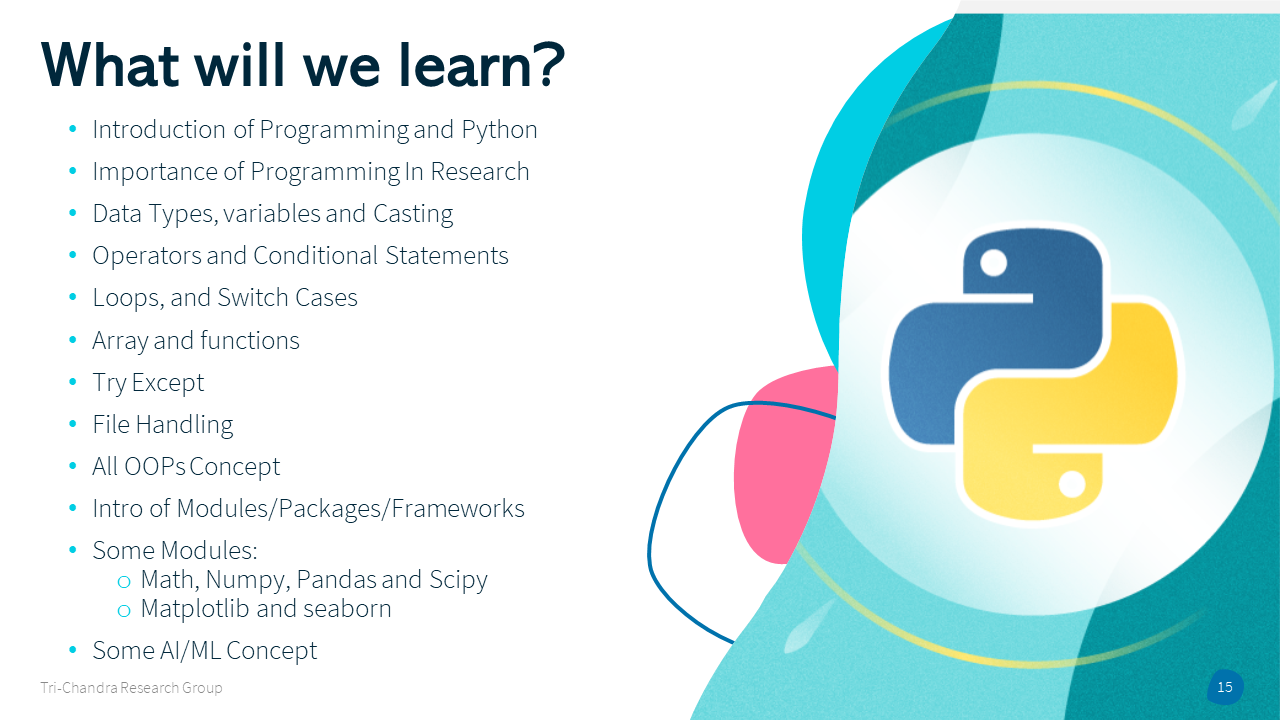 What will we learn?
• Introduction of Programming and Python
• Importance of Programming In Research
• Data Types, variables and Casting
• Operators and Conditional Statements
• Loops, and Switch Cases
• Array and functions
• Try Except
• File Handling
• All OOPs Concept
• Intro of Modules/Packages/Frameworks
• Some Modules:
o Math, Numpy, Pandas and Scipy
o Matplotlib and seaborn
• Some AI/ML Concept
Tri-Chandra Research Group
15